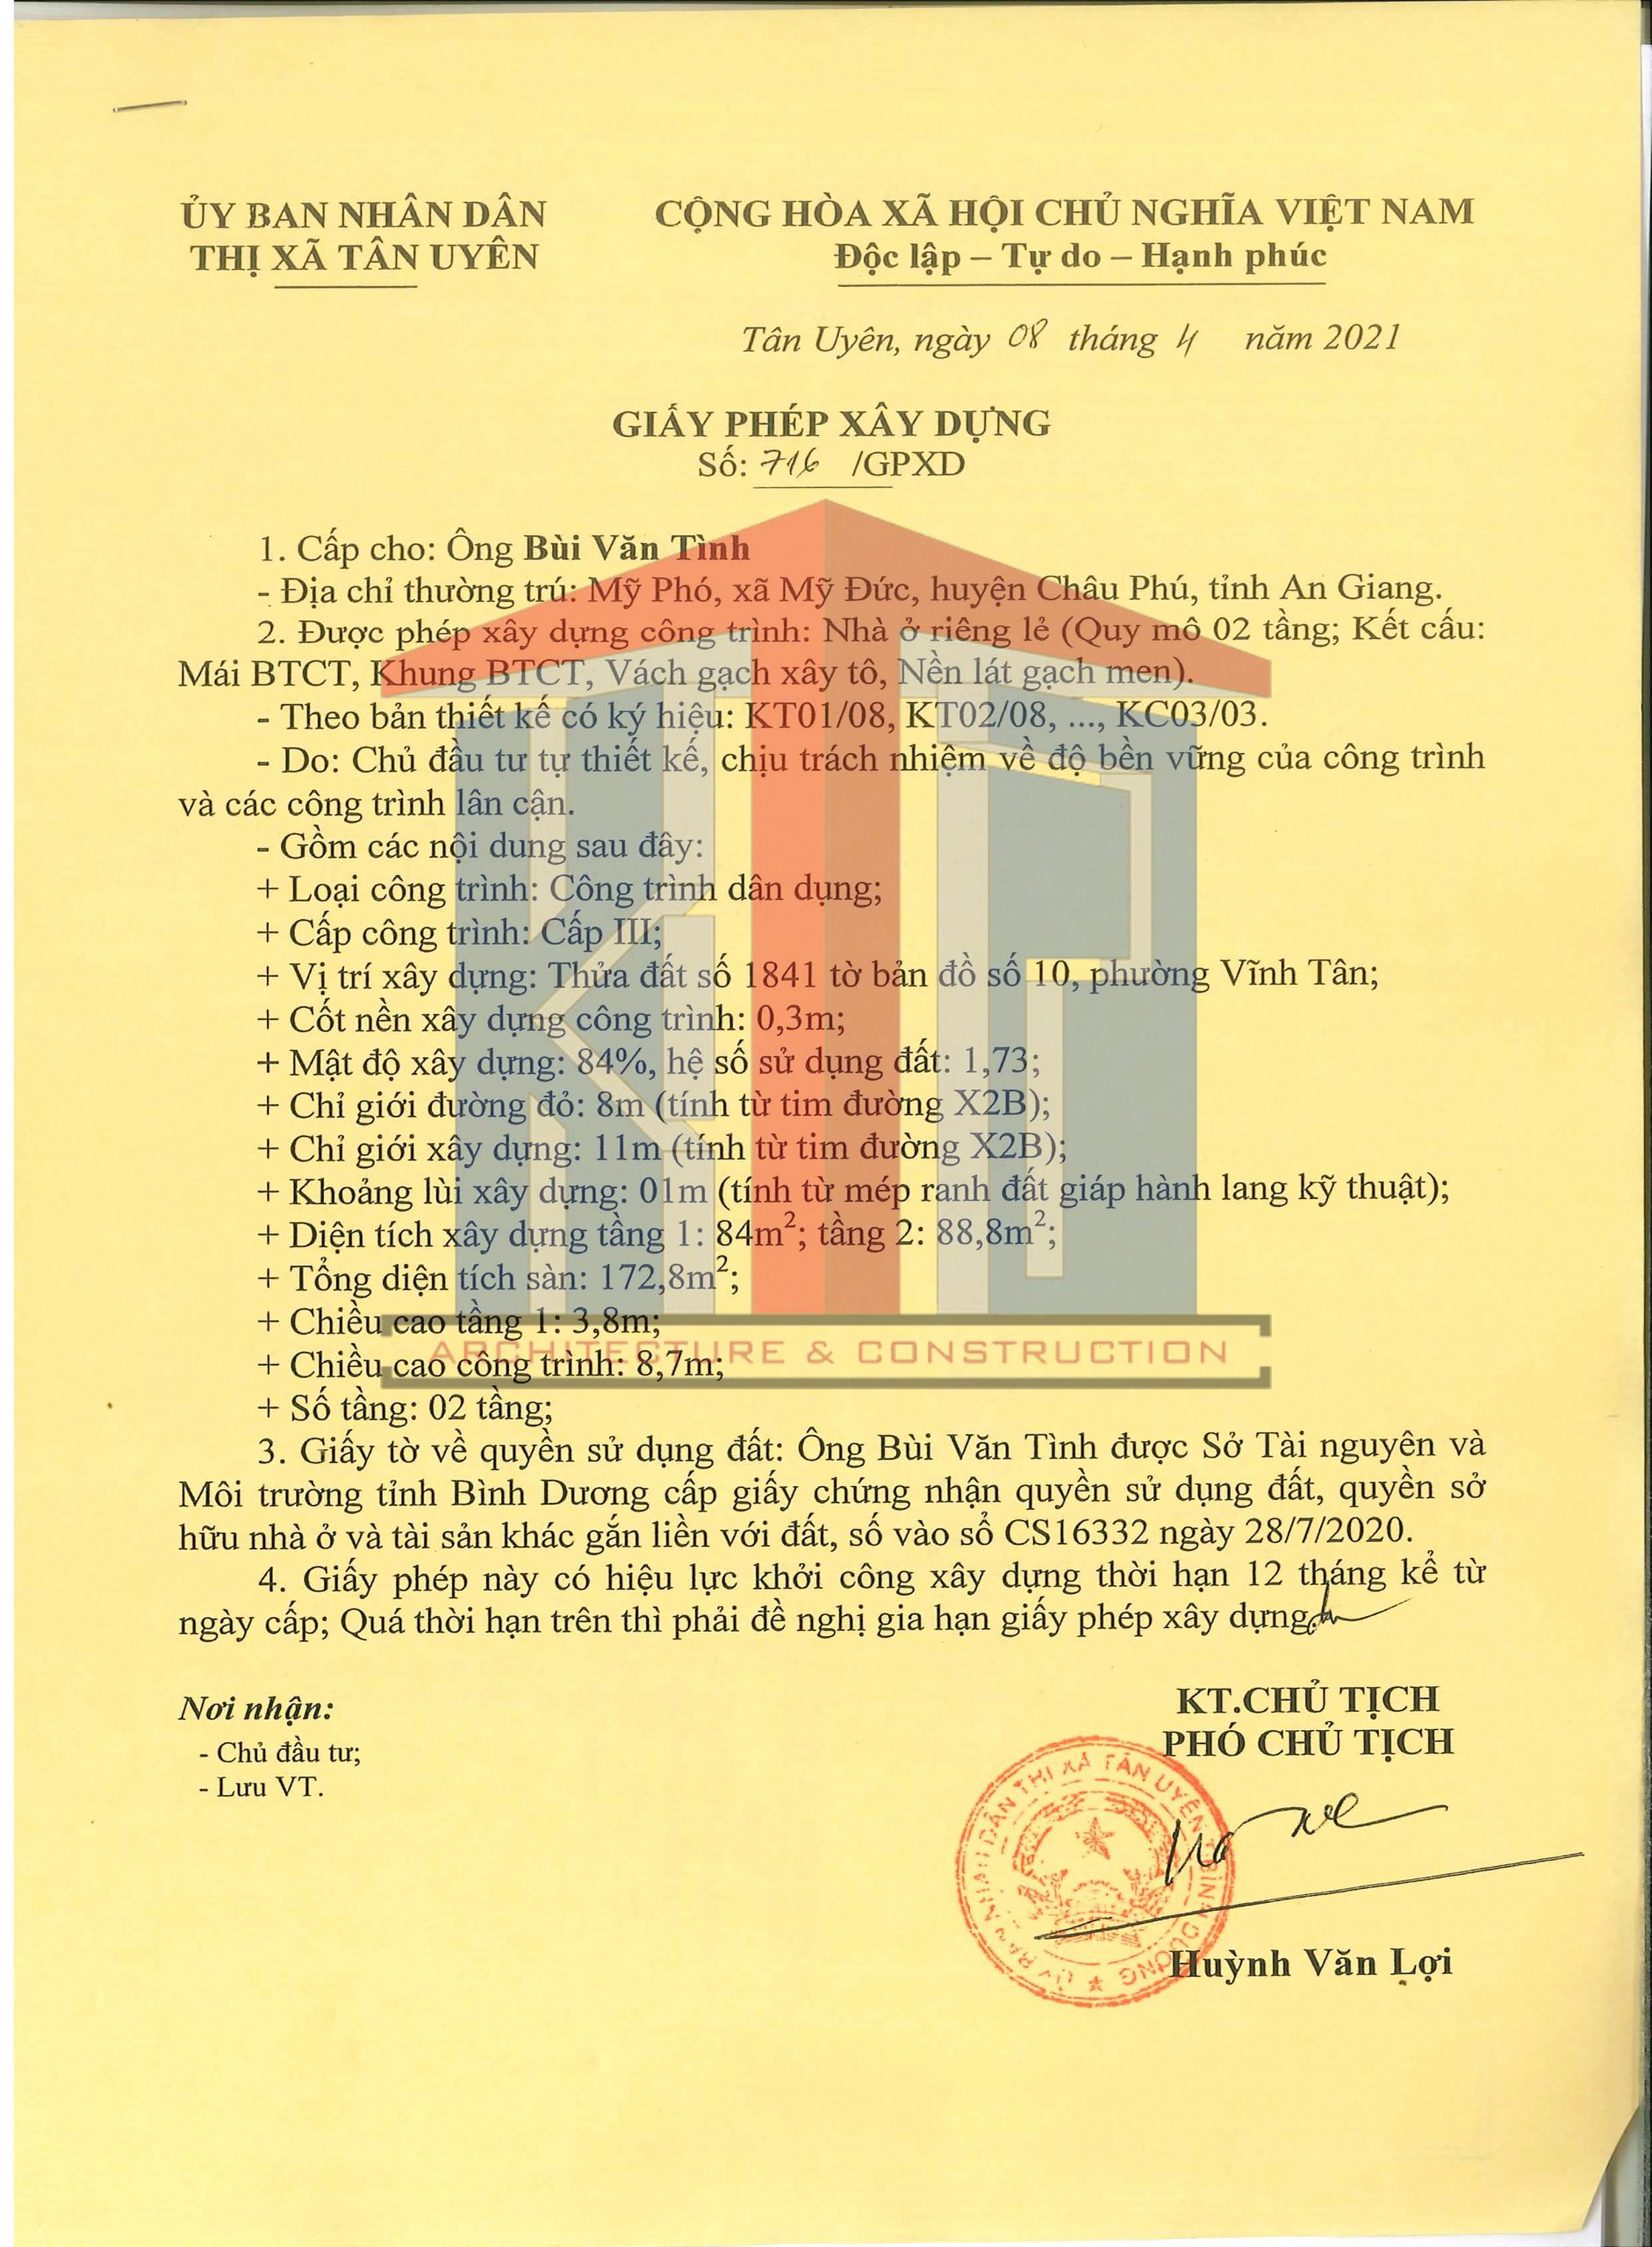 ỦY BAN NHÂN DÂN
THỊ XÃ TÂN UYÊN
CỘNG HÒA XÃ HỘI CHỦ NGHĨA VIỆT NAM
Độc lập – Tự do – Hạnh phúc
Tân Uyên, ngày 08 tháng 4 năm 2021
GIẤY PHÉP XÂY DỰNG
Số: 716 /GPXD
1. Cấp cho: Ông Bùi Văn Tình
- Địa chỉ thường trú: Mỹ Phó, xã Mỹ Đức, huyện Châu Phú, tỉnh An Giang.
2. Được phép xây dựng công trình: Nhà ở riêng lẻ (Quy mô 02 tầng; Kết cấu:
Mái BTCT, Khung BTCT, Vách gạch xây tô, Nền lát gạch men).
- Theo bản thiết kế có ký hiệu: KT01/08, KT02/08, ..., KC03/03.
- Do: Chủ đầu tư tự thiết kế, chịu trách nhiệm về độ bền vững của công trình
và các công trình lân cận.
- Gồm các nội dung sau đây:
+ Loại công trình: Công trình dân dụng;
+ Cấp công trình: Cấp III;
+ Vị trí xây dựng: Thửa đất số 1841 tờ bản đồ số 10, phường Vĩnh Tân;
+ Cốt nền xây dựng công trình: 0,3m;
+ Mật độ xây dựng: 84%, hệ số sử dụng đất: 1,73;
+ Chỉ giới đường đỏ: 8m (tính từ tim đường X2B);
+ Chỉ giới xây dựng: 11m (tính từ tim đường X2B);
+ Khoảng lùi xây dựng: 01m (tính từ mép ranh đất giáp hành lang kỹ thuật);
+ Diện tích xây dựng tầng 1: 84m²; tầng 2: 88,8m²;
+ Tổng diện tích sàn: 172,8m²;
+ Chiều cao tầng 1: 3,8m;
ARCHITECTURE & CONSTRUCTION
+ Chiều cao công trình: 8,7m;
+ Số tầng: 02 tầng;
3. Giấy tờ về quyền sử dụng đất: Ông Bùi Văn Tình được Sở Tài nguyên và
Môi trường tỉnh Bình Dương cấp giấy chứng nhận quyền sử dụng đất, quyền sở
hữu nhà ở và tài sản khác gắn liền với đất, số vào sổ CS16332 ngày 28/7/2020.
4. Giấy phép này có hiệu lực khởi công xây dựng thời hạn 12 tháng kể từ
ngày cấp; Quá thời hạn trên thì phải đề nghị gia hạn giấy phép xây dựng.
Nơi nhận:
- Chủ đầu tư;
- Lưu VT.
KT.CHỦ TỊCH
PHÓ CHỦ TỊCH
ỦY BAN NHÂN DÂN THỊ XÃ TÂN UYÊN
BÌNH DƯƠNG
Huỳnh Văn Lợi